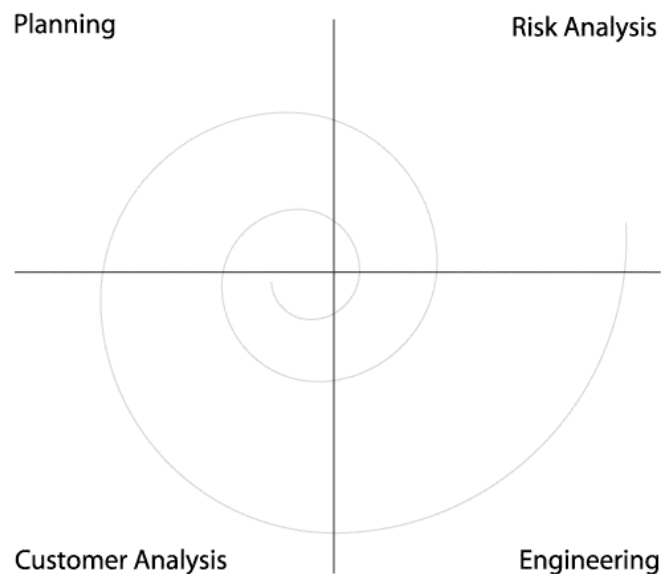 Planning
Risk Analysis
Customer Analysis
Engineering